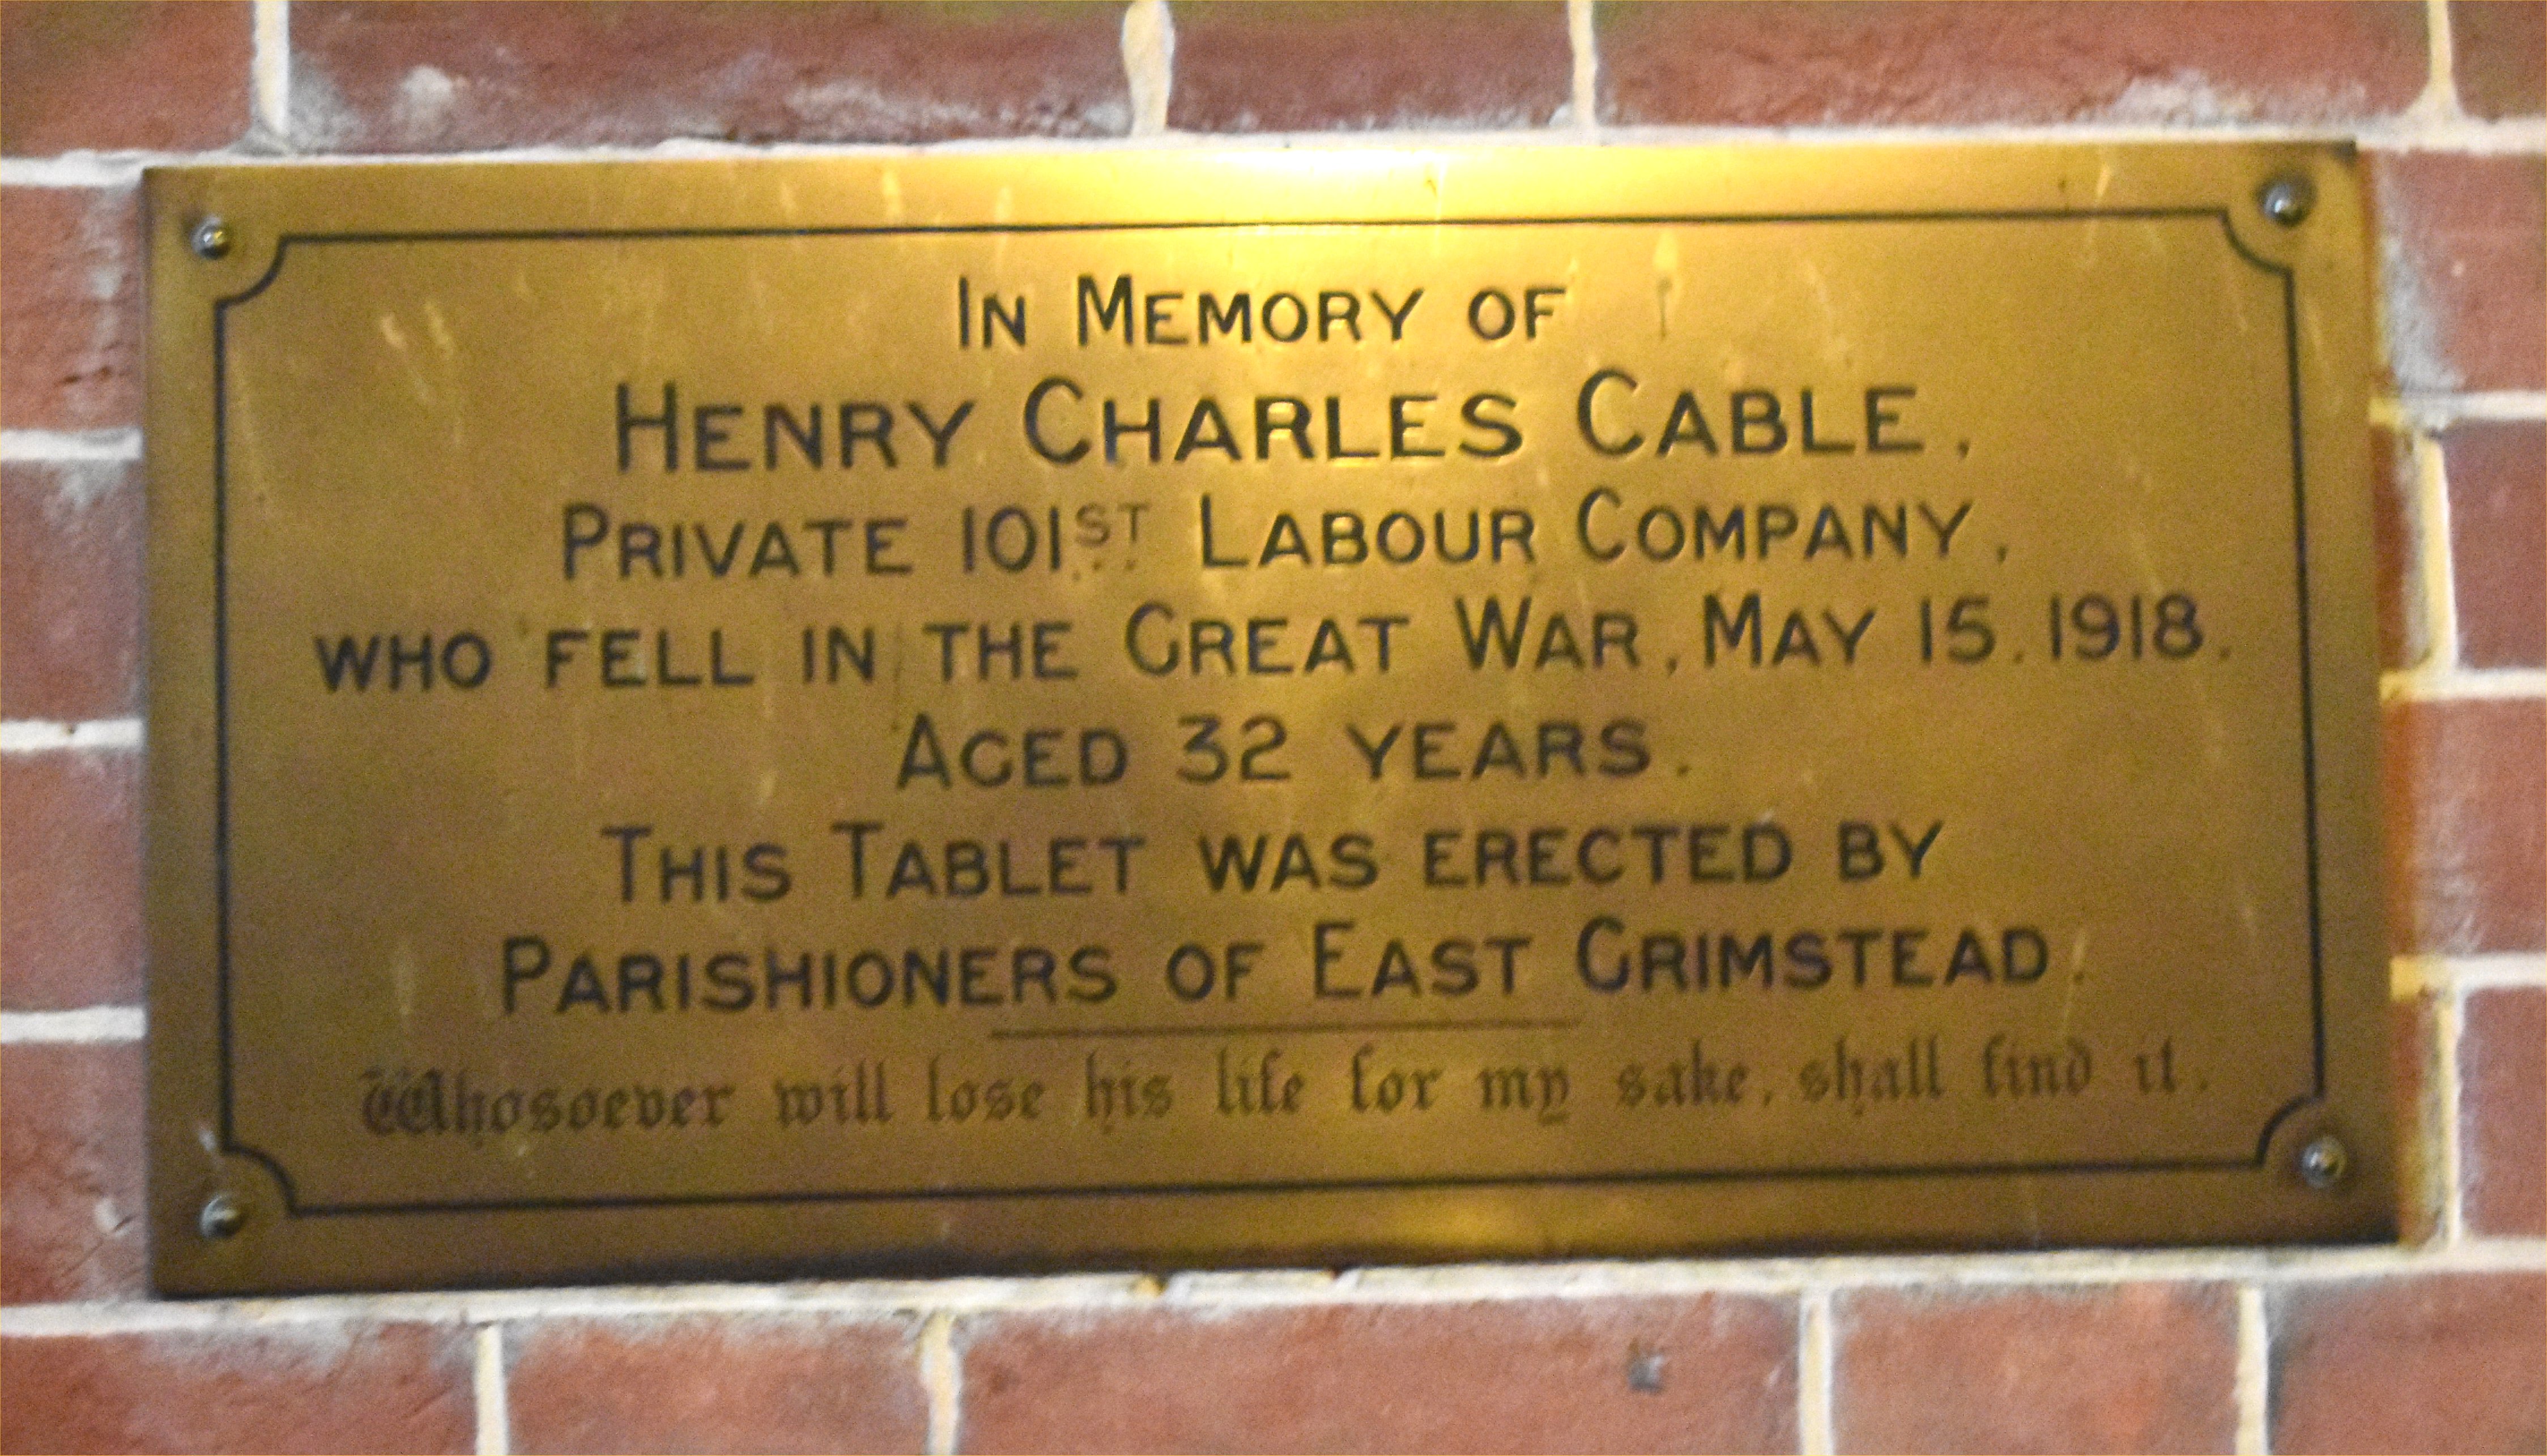 In Memory of
Henry Charles Cable,
Private 101st Labour Company,
who fell in the Great War, May 15. 1918.
Aged 32 years.
This Tablet was erected by
Parishioners of East Grimstead.
Whosoever will lose his life for my sake, shall find it.